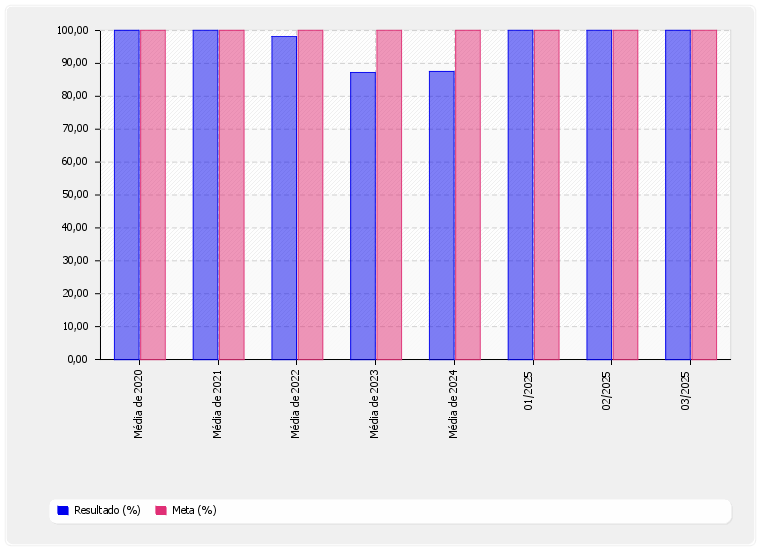 100,00
90,00
80,00
70,00
60,00
50,00
40,00
30,00
20,00
10,00
0,00
Média de 2020
Média de 2021
Média de 2022
Média de 2023
Média de 2024
01/2025
02/2025
03/2025
Resultado (%)
Meta (%)